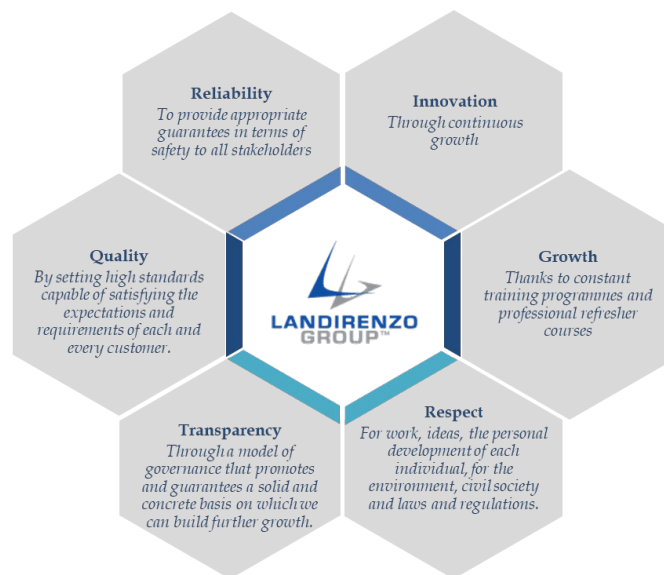 Reliability
To provide appropriate
guarantees in terms of
safety to all stakeholders
Innovation
Through continuous
growth
Quality
By setting high standards
capable of satisfying the
expectations and
requirements of each and
every customer.
LANDIRENZO
GROUP™
Growth
Thanks to constant
training programmes and
professional refresher
courses
Transparency
Through a model of
governance that promotes
and guarantees a solid and
concrete basis on which we
can build further growth.
Respect
For work, ideas, the personal
development of each
individual, for the
environment, civil society
and laws and regulations.